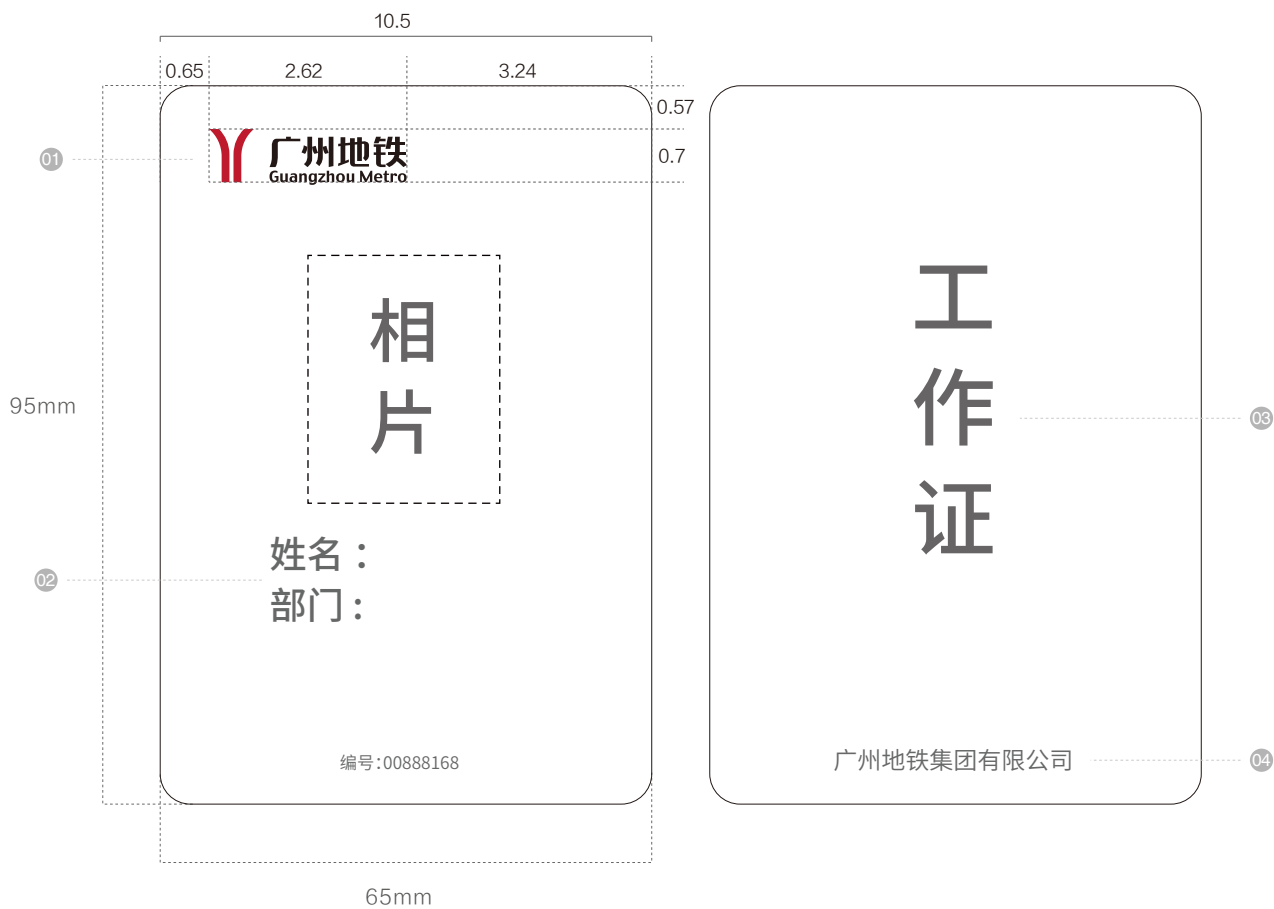 10.5
0.65
2.62
3.24
0.57
0.7
01
广州地铁
Guangzhou Metro
相
片
95mm
02
姓名：
部门：
编号：00888168
65mm
工
作
证
03
广州地铁集团有限公司
04